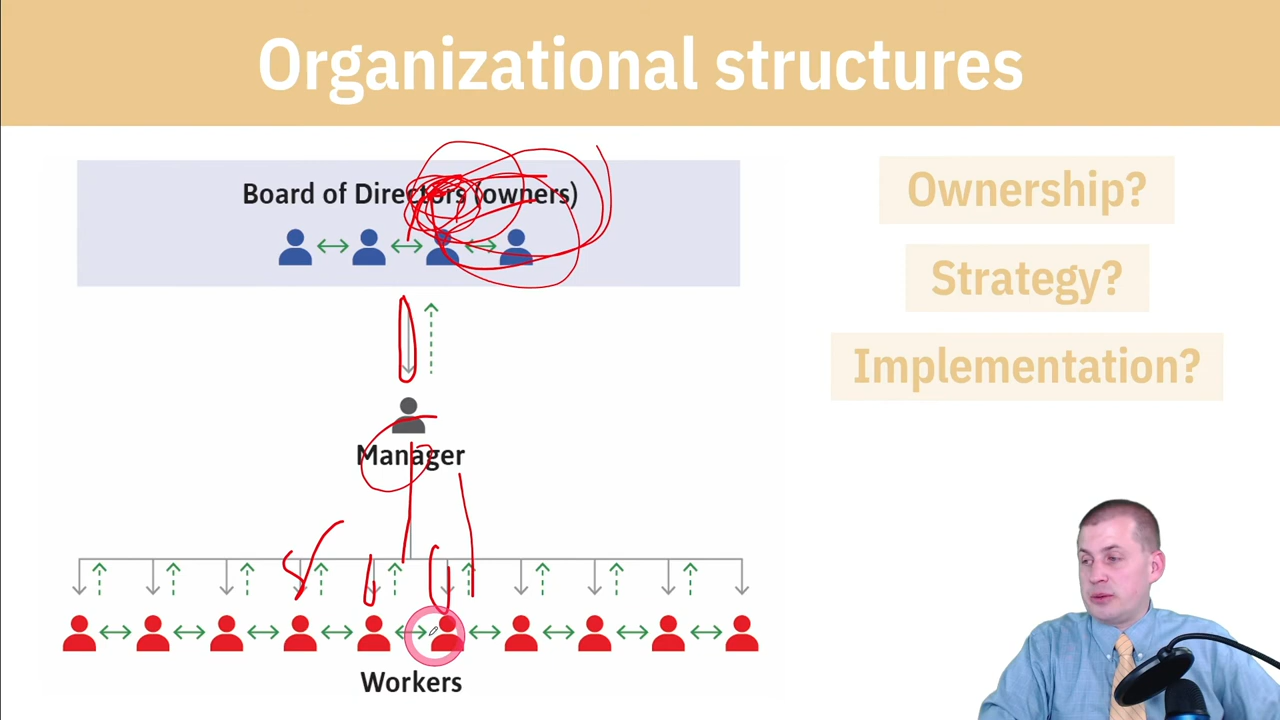 Organizational structures
Board of Directors (owners)
Manager
Workers
Ownership?
Strategy?
Implementation?